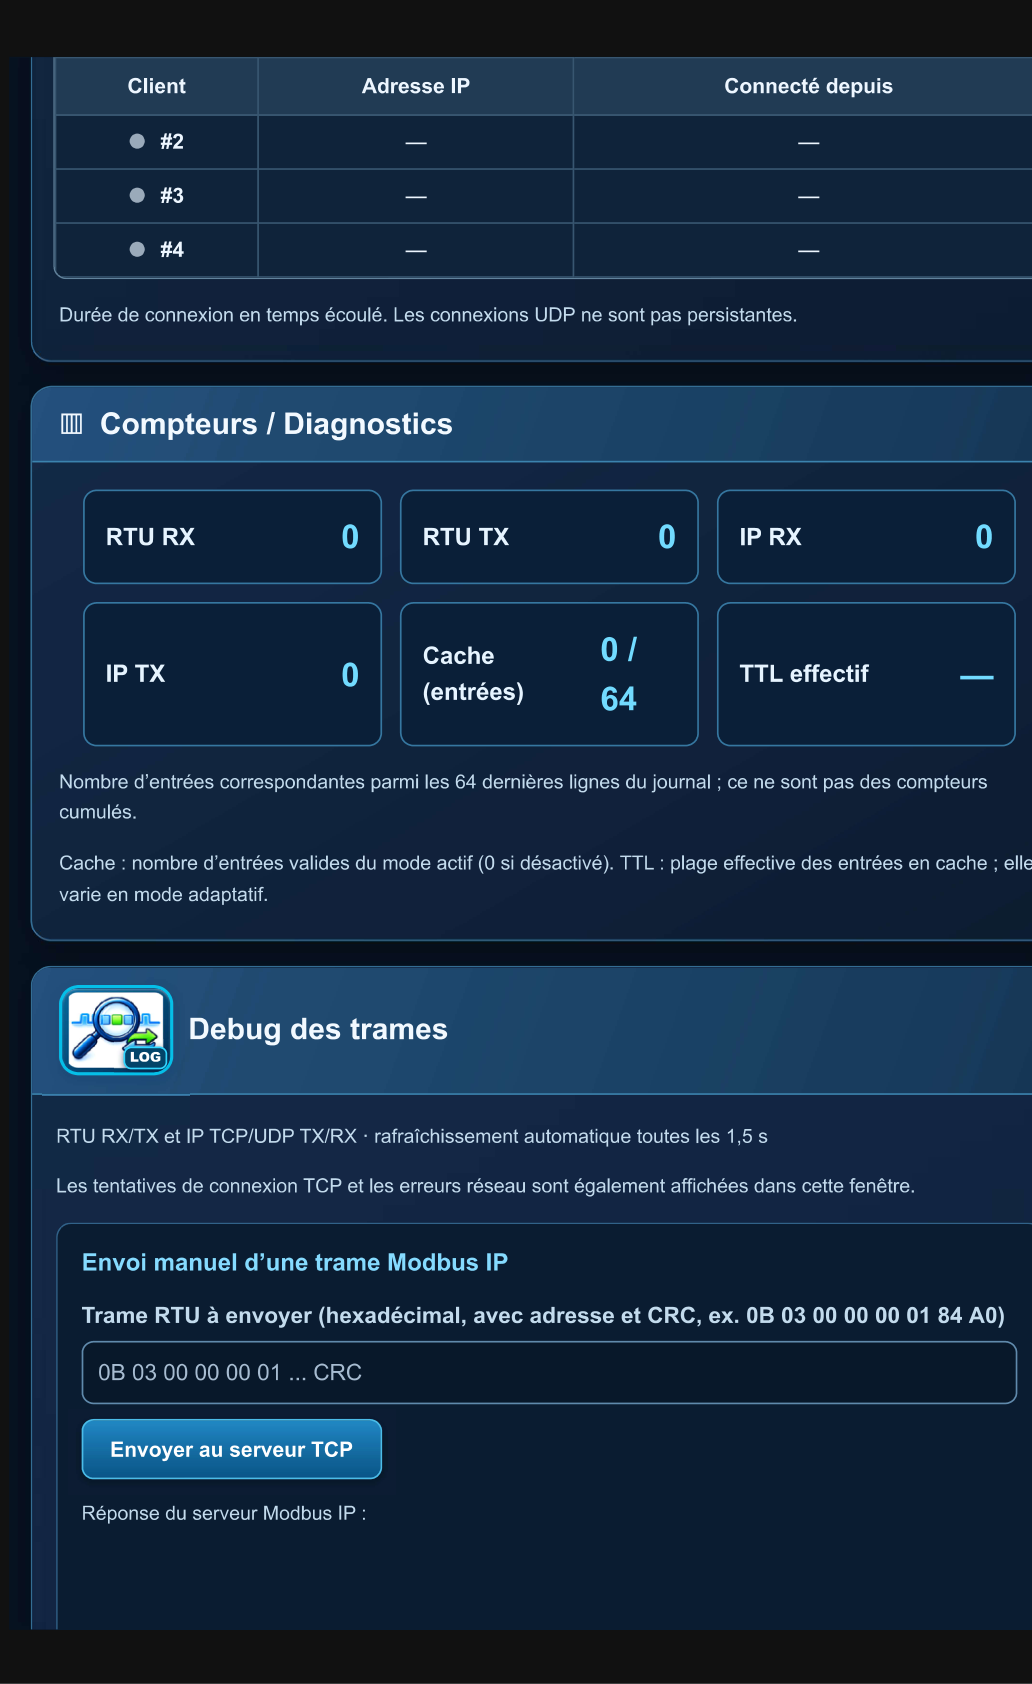 Client Adresse IP Connecté depuis
#2 — —
#3 — —
#4 — —
Durée de connexion en temps écoulé. Les connexions UDP ne sont pas persistantes.
Compteurs / Diagnostics
RTU RX 0 RTU TX 0 IP RX 0
IP TX 0
Cache
(entrées)
0 /
64
TTL effectif —
Nombre d’entrées correspondantes parmi les 64 dernières lignes du journal ; ce ne sont pas des compteurs
cumulés.
Cache : nombre d’entrées valides du mode actif (0 si désactivé). TTL : plage effective des entrées en cache ; elle
varie en mode adaptatif.
LOG
Debug des trames
RTU RX/TX et IP TCP/UDP TX/RX · rafraîchissement automatique toutes les 1,5 s
Les tentatives de connexion TCP et les erreurs réseau sont également affichées dans cette fenêtre.
Envoi manuel d’une trame Modbus IP
Trame RTU à envoyer (hexadécimal, avec adresse et CRC, ex. 0B 03 00 00 00 01 84 A0)
0B 03 00 00 00 01 ... CRC
Envoyer au serveur TCP
Réponse du serveur Modbus IP :